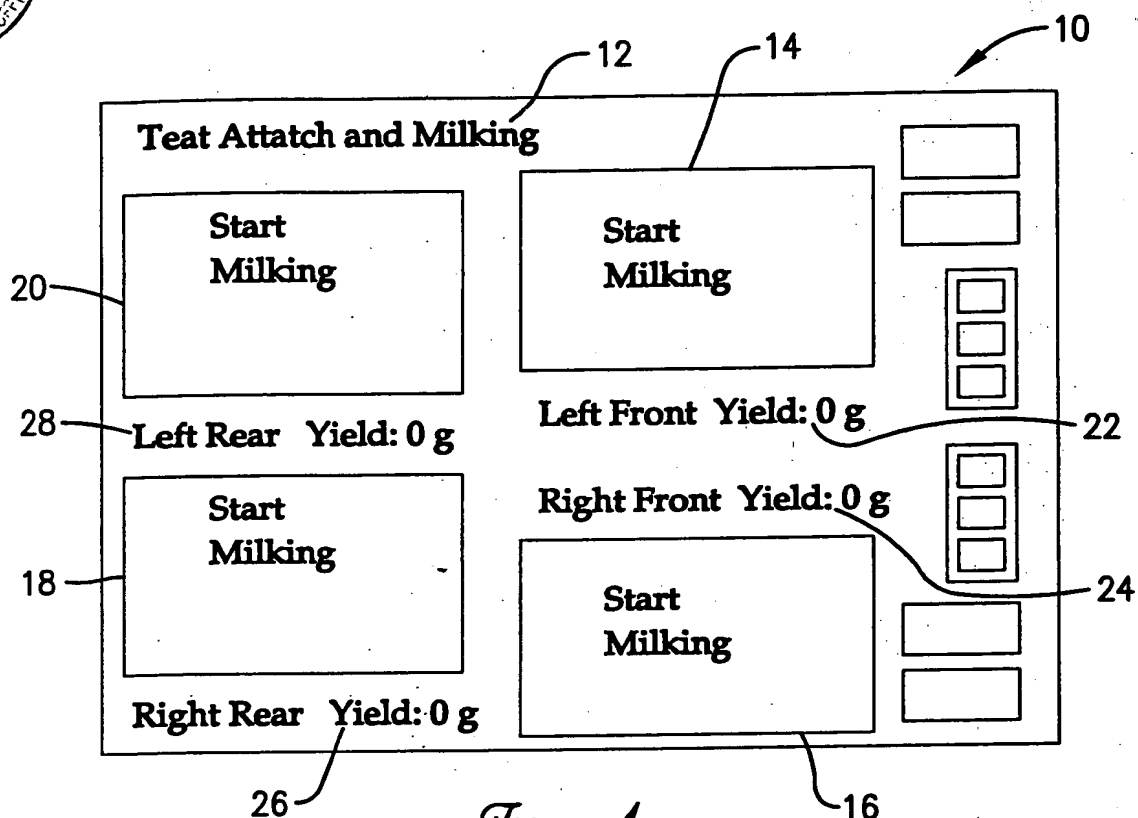 10
12
14
Teat Attatch and Milking
Start
Milking
Start
Milking
20
28
Left Rear Yield: 0 g
Left Front Yield: 0 g
22
Right Front Yield: 0 g
Start
Milking
18
24
Start
Milking
Right Rear Yield: 0 g
26
16